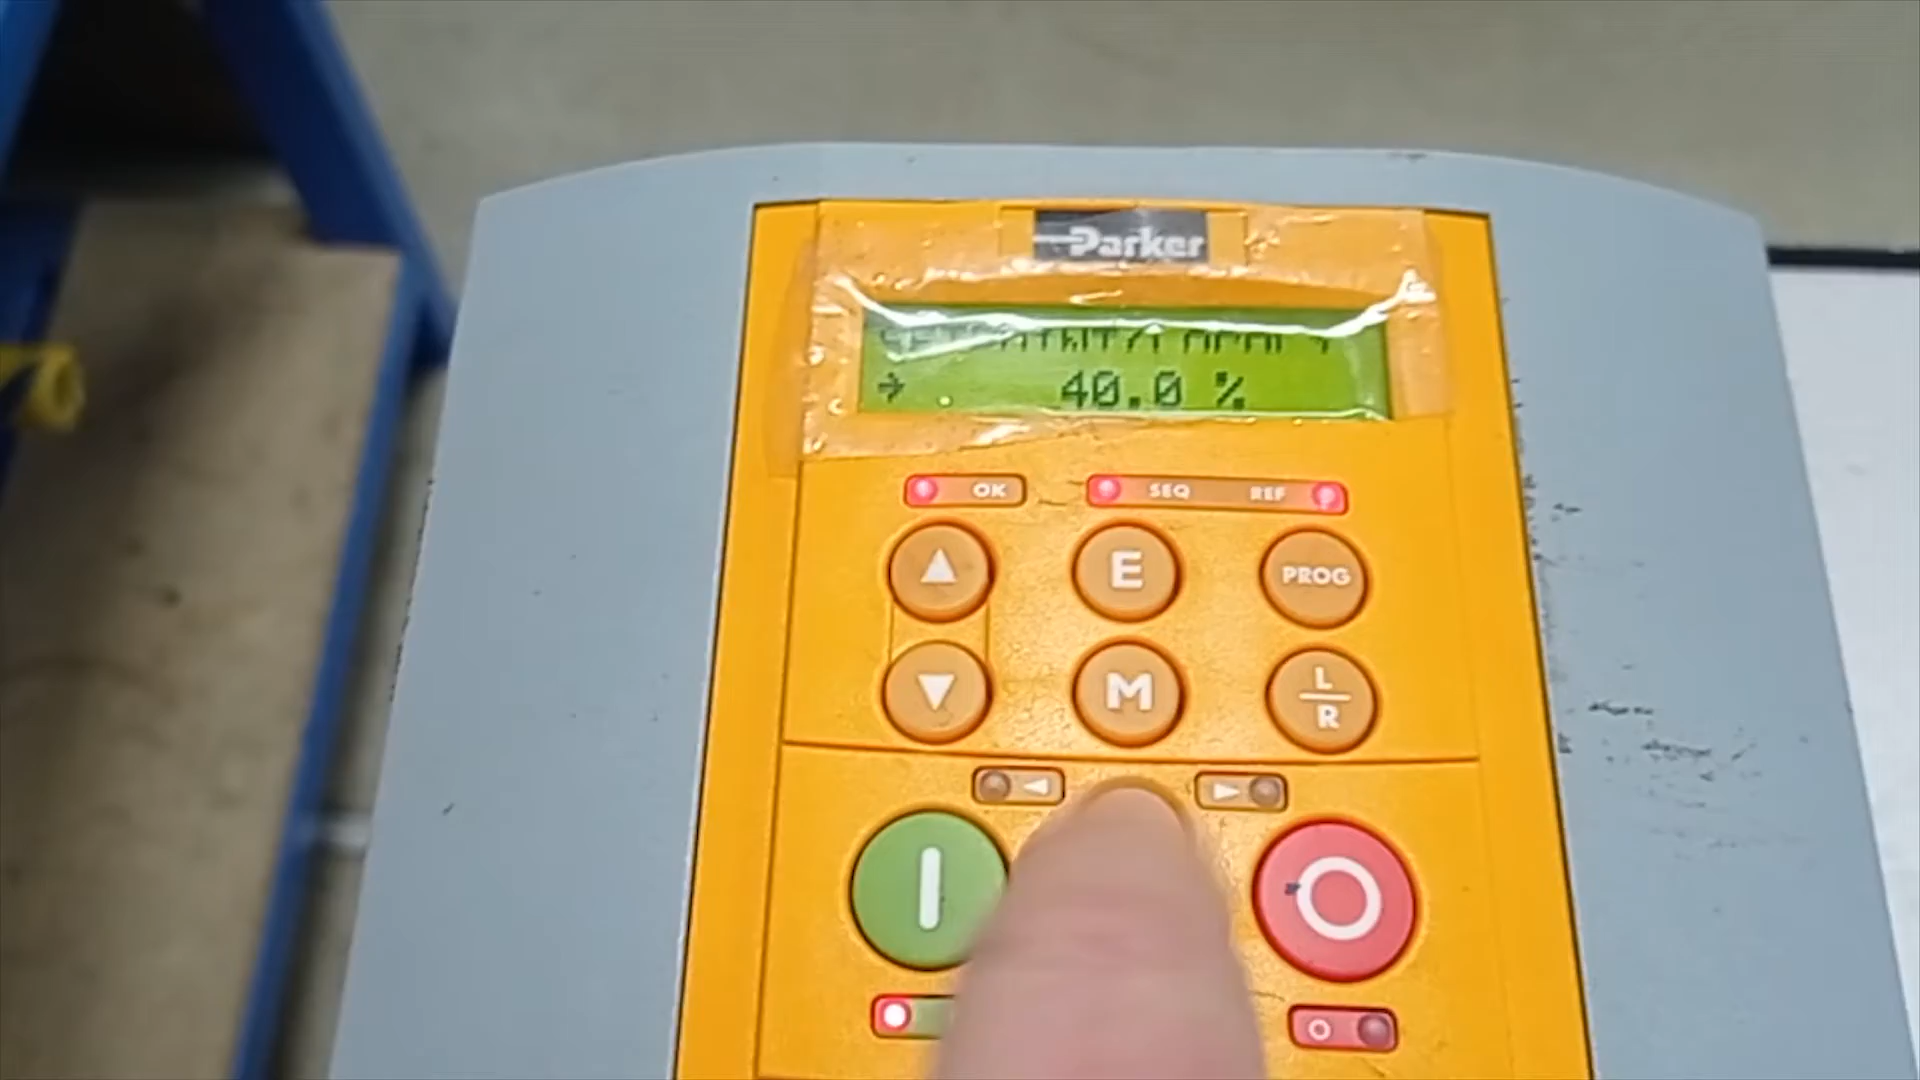 Parker
→ 40.0 %
OK SEQ REF
▲ E PROG
▼ M L/R
◄ ►
I O
O